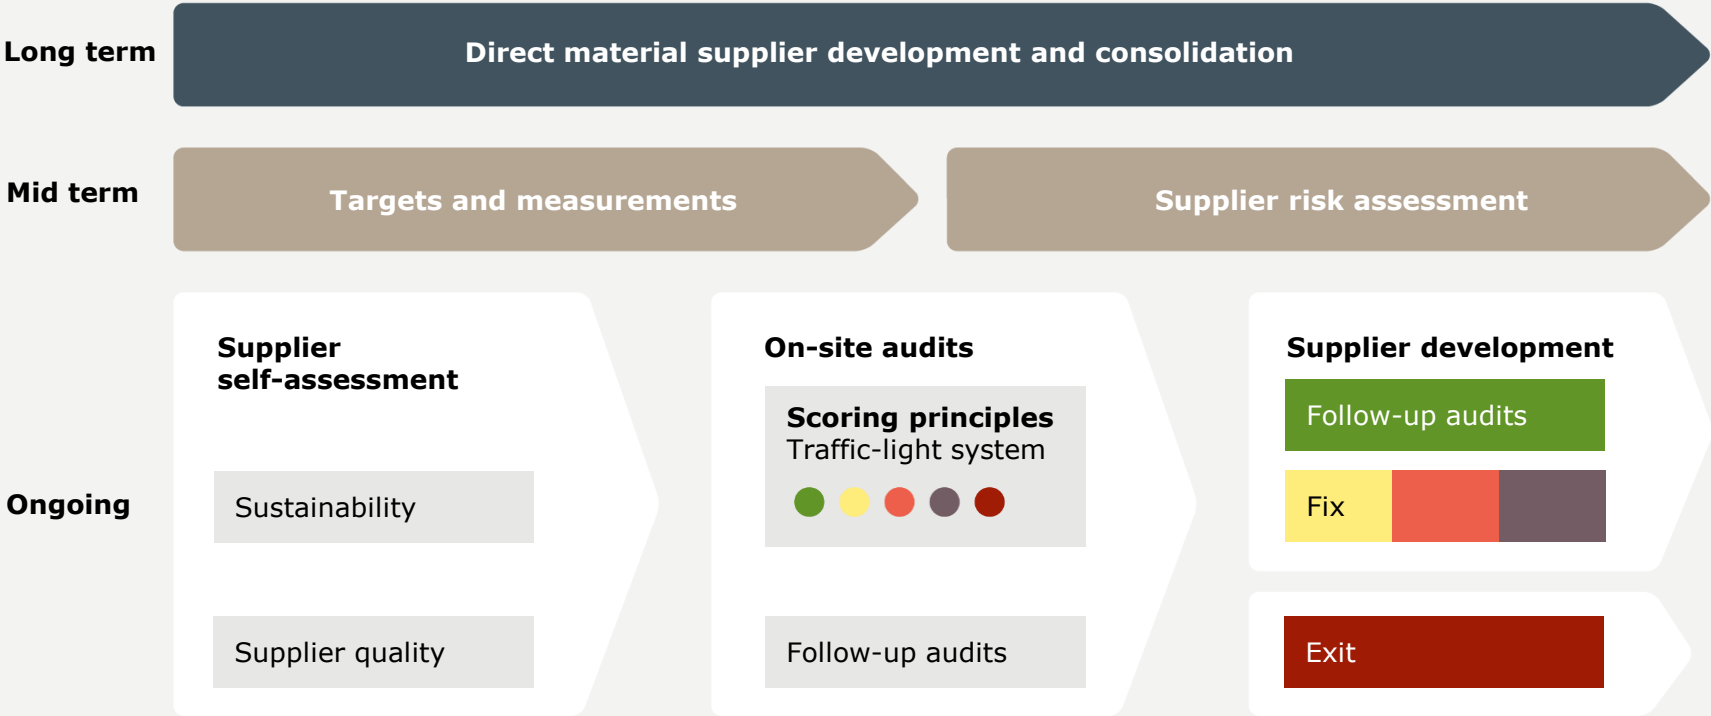 Long term
Direct material supplier development and consolidation
Mid term
Targets and measurements
Supplier risk assessment
Ongoing
Supplier
self-assessment
Sustainability
Supplier quality
On-site audits
Scoring principles
Traffic-light system
Follow-up audits
Supplier development
Follow-up audits
Fix
Exit